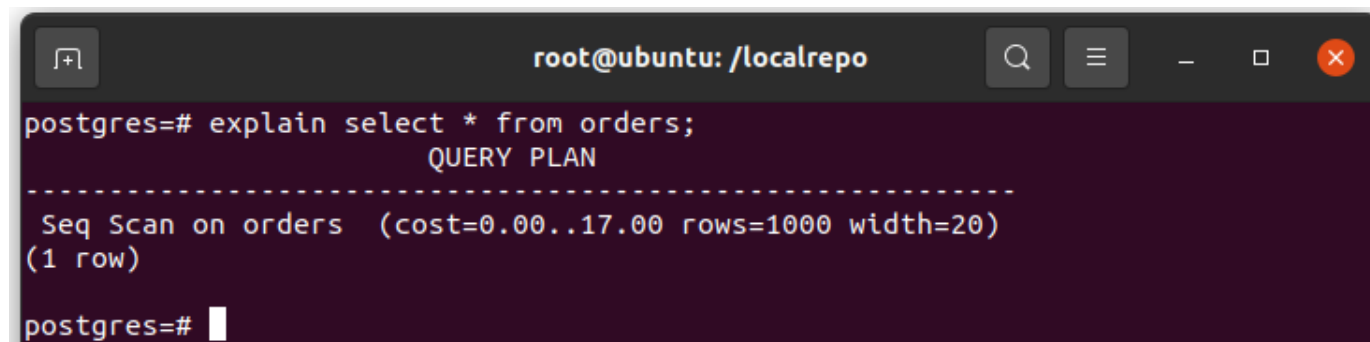 root@ubuntu: /localrepo
postgres=# explain select * from orders;
QUERY PLAN
-----------------------------------------------------------
Seq Scan on orders  (cost=0.00..17.00 rows=1000 width=20)
(1 row)
postgres=#